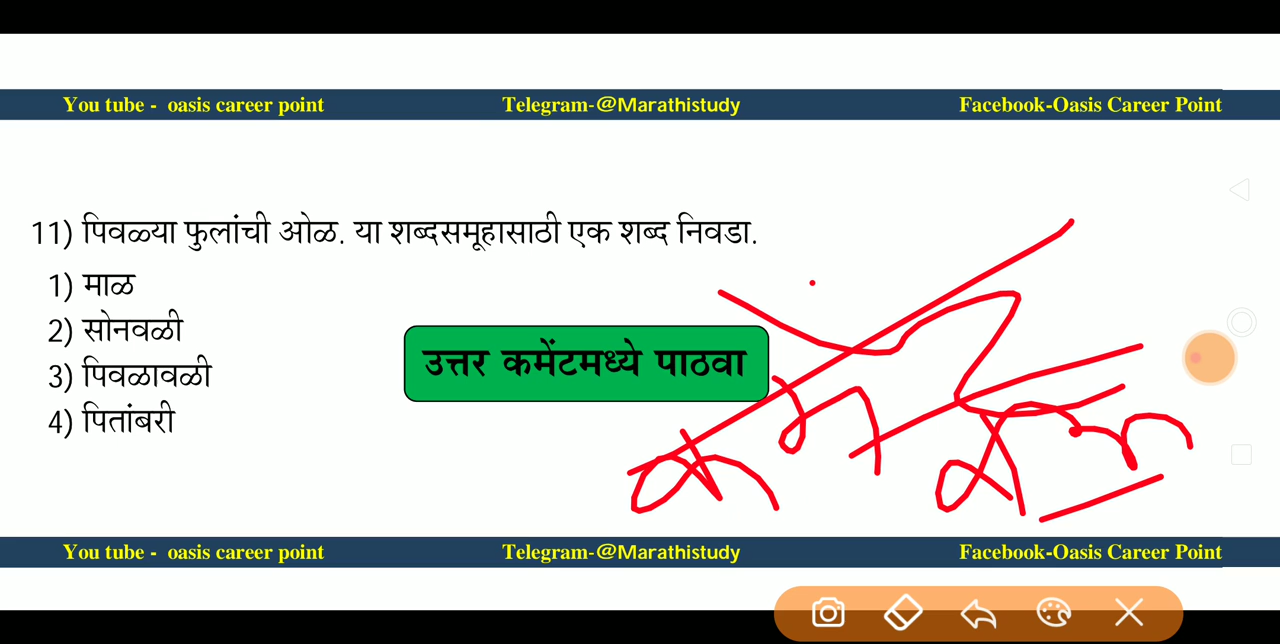 You tube - oasis career point Telegram-@Marathistudy Facebook-Oasis Career Point
11) पिवळ्या फुलांची ओळ. या शब्दसमूहासाठी एक शब्द निवडा.
1) माळ
2) सोनवळी
3) पिवळावळी
4) पितांबरी
उत्तर कमेंटमध्ये पाठवा
You tube - oasis career point Telegram-@Marathistudy Facebook-Oasis Career Point